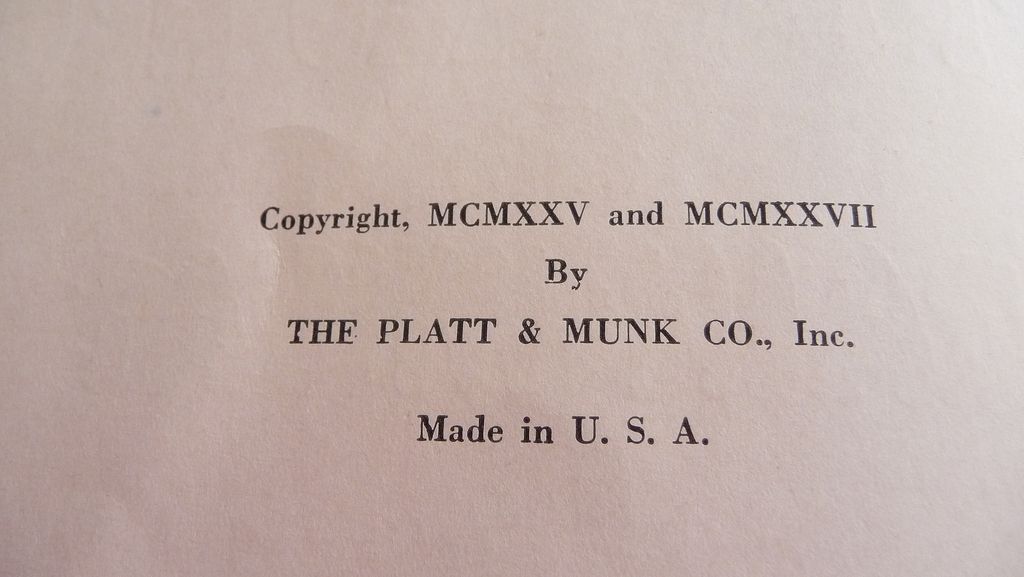 Copyright, MCMXXV and MCMXXVII
By
THE PLATT & MUNK CO., Inc.
Made in U. S. A.